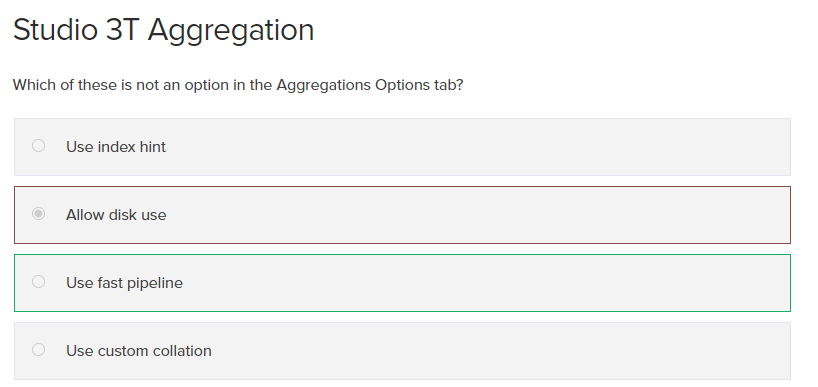 Studio 3T Aggregation
Which of these is not an option in the Aggregations Options tab?
Use index hint
Allow disk use
Use fast pipeline
Use custom collation